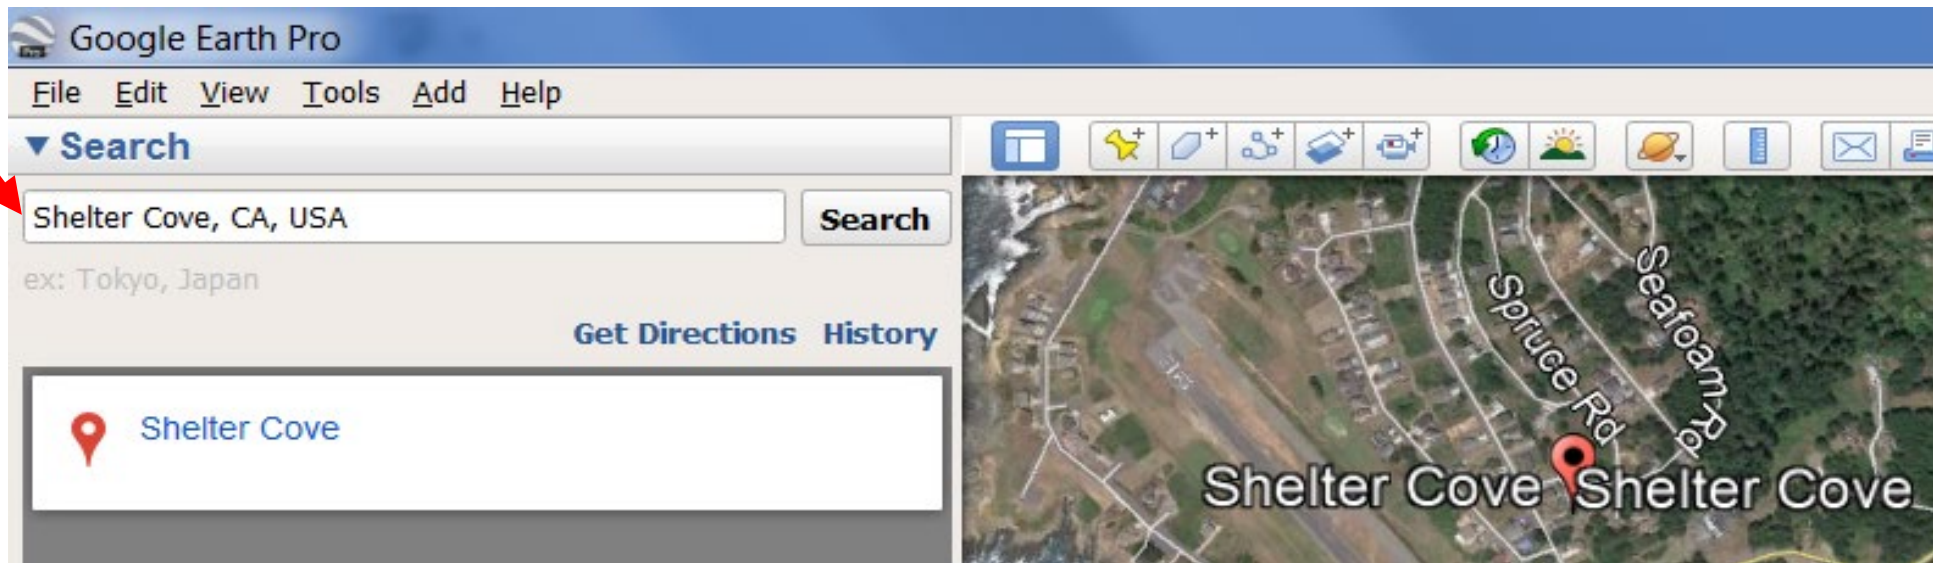 Google Earth Pro
File Edit View Tools Add Help
Search
Shelter Cove, CA, USA
Search
ex: Tokyo, Japan
Get Directions History
Shelter Cove
Spruce Rd
Seafoam Rd
Shelter Cove
Shelter Cove